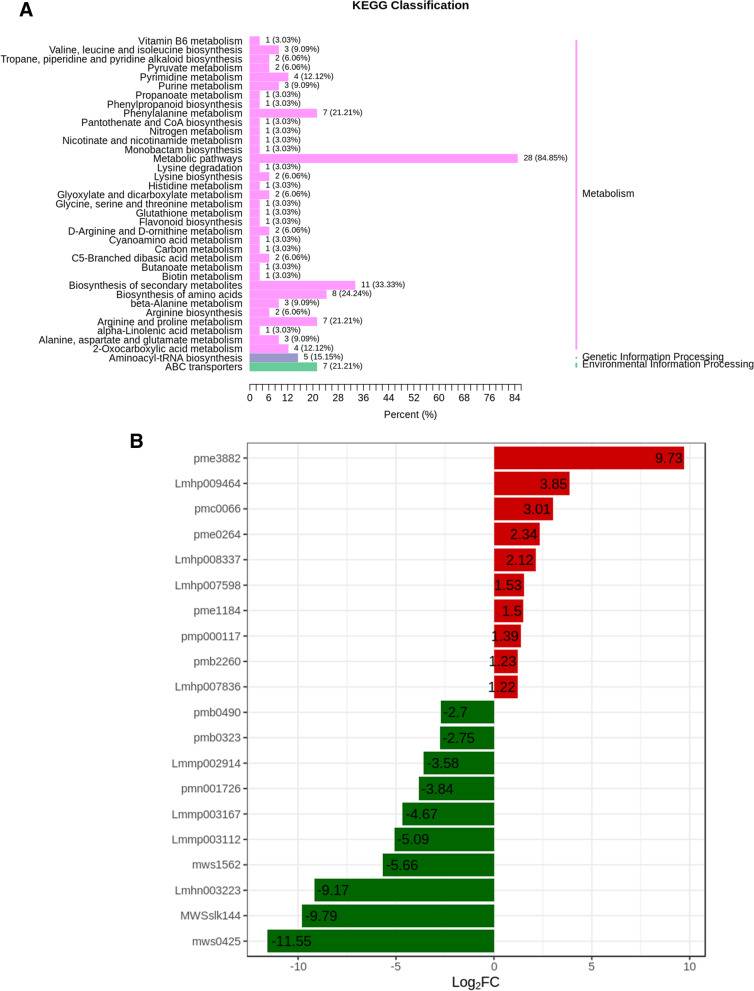 A
KEGG Classification
Vitamin B6 metabolism 1 (3.03%)
Valine, leucine and isoleucine biosynthesis 3 (9.09%)
Tropane, piperidine and pyridine alkaloid biosynthesis 2 (6.06%)
Pyruvate metabolism 2 (6.06%)
Pyrimidine metabolism 4 (12.12%)
Purine metabolism 3 (9.09%)
Propanoate metabolism 1 (3.03%)
Phenylpropanoid biosynthesis 1 (3.03%)
Phenylalanine metabolism 7 (21.21%)
Pantothenate and CoA biosynthesis 1 (3.03%)
Nitrogen metabolism 1 (3.03%)
Nicotinate and nicotinamide metabolism 1 (3.03%)
Monobactam biosynthesis 1 (3.03%)
Metabolic pathways 28 (84.85%)
Lysine degradation 1 (3.03%)
Lysine biosynthesis 2 (6.06%)
Histidine metabolism 1 (3.03%)
Glyoxylate and dicarboxylate metabolism 2 (6.06%)
Metabolism
Glycine, serine and threonine metabolism 1 (3.03%)
Glutathione metabolism 1 (3.03%)
Flavonoid biosynthesis 1 (3.03%)
D-Arginine and D-ornithine metabolism 2 (6.06%)
Cyanoamino acid metabolism 1 (3.03%)
Carbon metabolism 1 (3.03%)
C5-Branched dibasic acid metabolism 2 (6.06%)
Butanoate metabolism 1 (3.03%)
Biotin metabolism 1 (3.03%)
Biosynthesis of secondary metabolites 11 (33.33%)
Biosynthesis of amino acids 8 (24.24%)
beta-Alanine metabolism 3 (9.09%)
Arginine biosynthesis 2 (6.06%)
Arginine and proline metabolism 7 (21.21%)
alpha-Linolenic acid metabolism 1 (3.03%)
Alanine, aspartate and glutamate metabolism 3 (9.09%)
2-Oxocarboxylic acid metabolism 4 (12.12%)
Aminoacyl-tRNA biosynthesis 5 (15.15%) Genetic Information Processing
ABC transporters 7 (21.21%) Environmental Information Processing
0 6 12 20 28 36 44 52 60 68 76 84
Percent (%)
B
pme3882 9.73
Lmhp009464 3.85
pmc0066 3.01
pme0264 2.34
Lmhp008337 2.12
Lmhp007598 1.53
pme1184 1.5
pmp000117 1.39
pmb2260 1.23
Lmhp007836 1.22
pmb0490 -2.7
pmb0323 -2.75
Lmmp002914 -3.58
pmn001726 -3.84
Lmmp003167 -4.67
Lmmp003112 -5.09
mws1562 -5.66
Lmhn003223 -9.17
MWSslk144 -9.79
mws0425 -11.55
-10 -5 0 5 10
Log₂FC